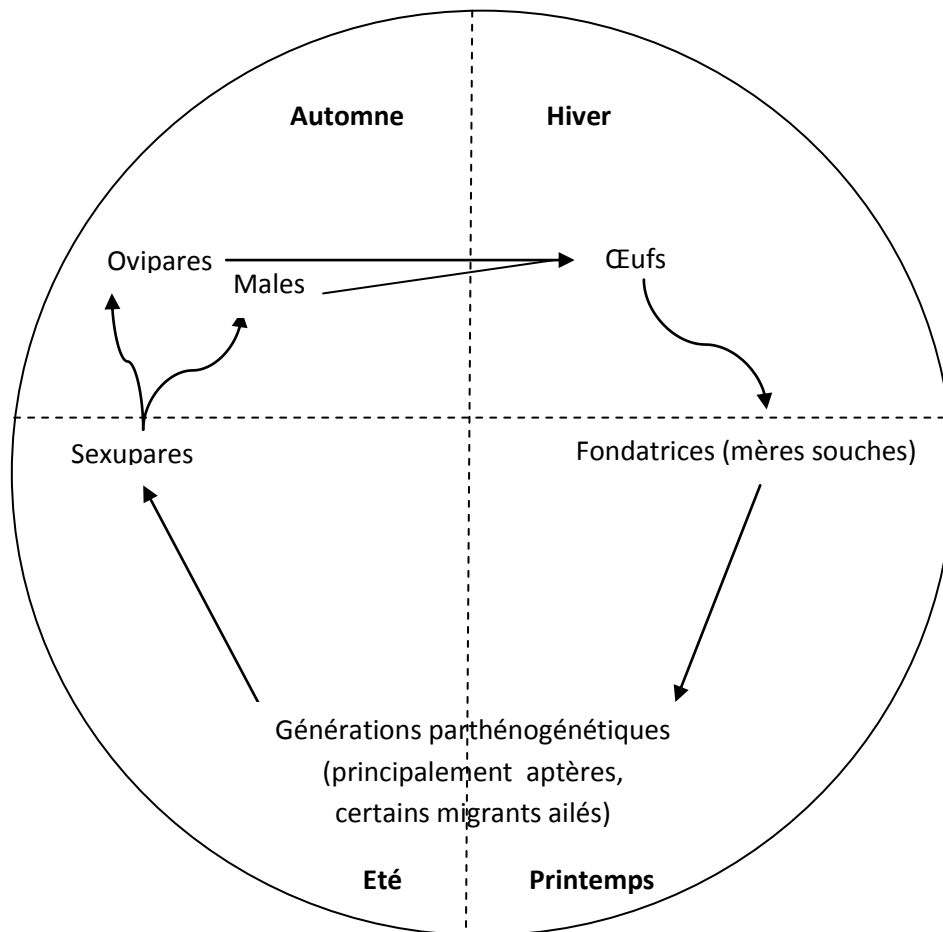 Automne
Hiver
Ovipares
Œufs
Males
Sexupares
Fondatrices (mères souches)
Générations parthénogénétiques
(principalement aptères,
certains migrants ailés)
Eté
Printemps